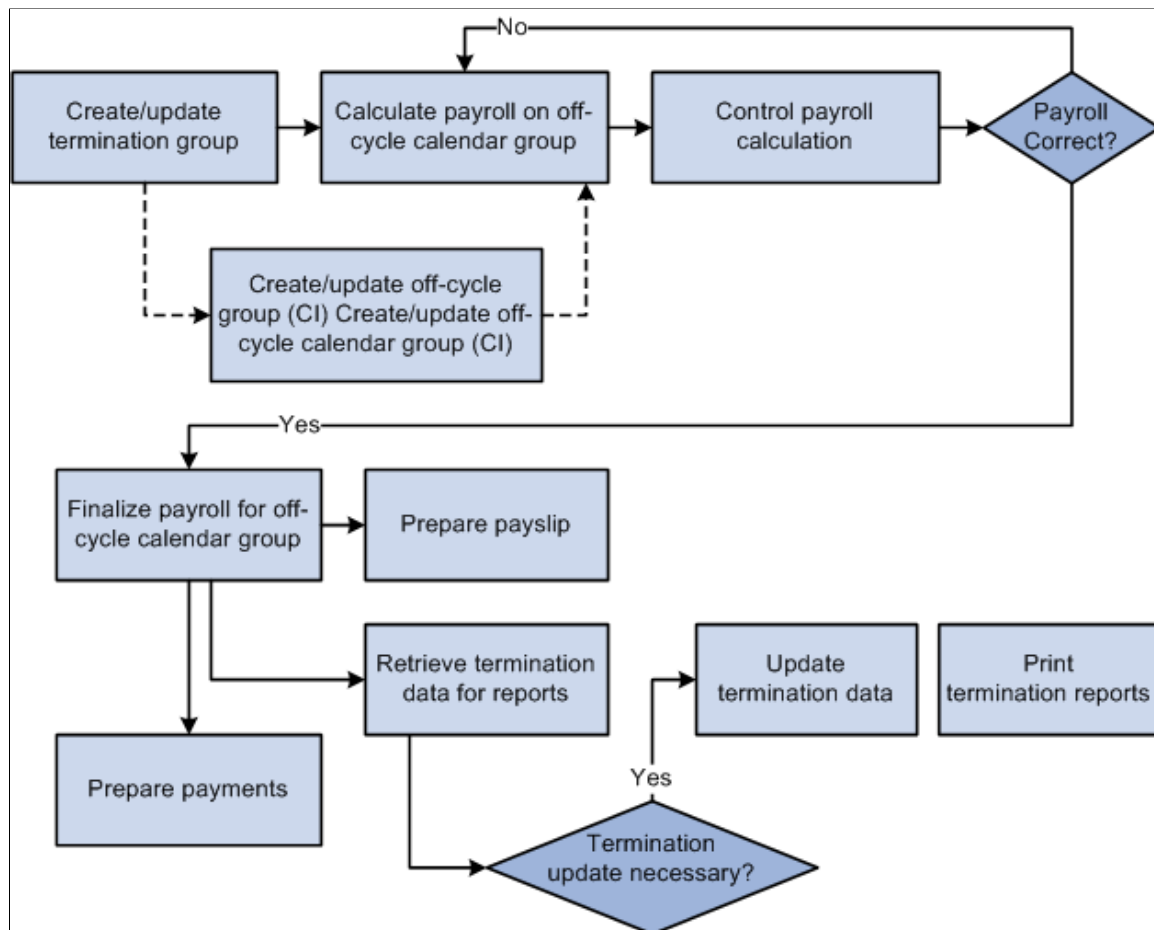 No
Create/update
termination group
Calculate payroll on off-
cycle calendar group
Control payroll
calculation
Payroll
Correct?
Create/update off-cycle
group (CI) Create/update off-
cycle calendar group (CI)
Yes
Finalize payroll for off-
cycle calendar group
Prepare payslip
Retrieve termination
data for reports
Update
termination data
Print
termination reports
Prepare payments
Yes
Termination
update necessary?